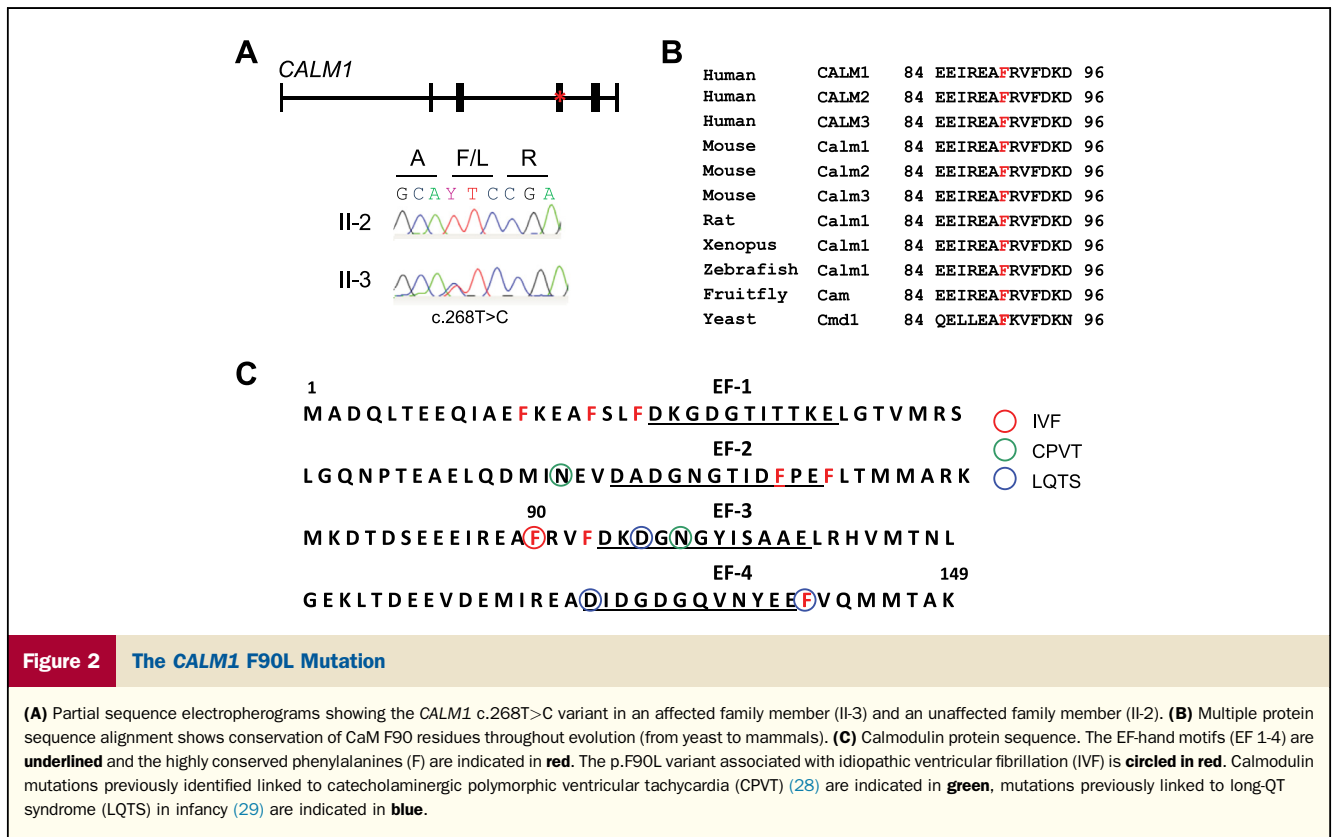 A
CALM1
A F/L R
G C A Y T C C G A
II-2
II-3
c.268T>C
B
Human CALM1 84 EEIREAFRVFDKD 96
Human CALM2 84 EEIREAFRVFDKD 96
Human CALM3 84 EEIREAFRVFDKD 96
Mouse Calm1 84 EEIREAFRVFDKD 96
Mouse Calm2 84 EEIREAFRVFDKD 96
Mouse Calm3 84 EEIREAFRVFDKD 96
Rat Calm1 84 EEIREAFRVFDKD 96
Xenopus Calm1 84 EEIREAFRVFDKD 96
Zebrafish Calm1 84 EEIREAFRVFDKD 96
Fruitfly Cam 84 EEIREAFRVFDKD 96
Yeast Cmd1 84 QELLEAFKVFDKN 96
C
1 EF-1
M A D Q L T E E Q I A E F K E A F S L F D K G D G T I T T K E L G T V M R S
EF-2
L G Q N P T E A E L Q D M I N E V D A D G N G T I D F P E F L T M M A R K
90 EF-3
M K D T D S E E E I R E A F R V F D K D G N G Y I S A A E L R H V M T N L
EF-4 149
G E K L T D E E V D E M I R E A D I D G D G Q V N Y E E F V Q M M T A K
IVF
CPVT
LQTS
Figure 2 The CALM1 F90L Mutation
(A) Partial sequence electropherograms showing the CALM1 c.268T>C variant in an affected family member (II-3) and an unaffected family member (II-2). (B) Multiple protein
sequence alignment shows conservation of CaM F90 residues throughout evolution (from yeast to mammals). (C) Calmodulin protein sequence. The EF-hand motifs (EF 1-4) are
underlined and the highly conserved phenylalanines (F) are indicated in red. The p.F90L variant associated with idiopathic ventricular fibrillation (IVF) is circled in red. Calmodulin
mutations previously identified linked to catecholaminergic polymorphic ventricular tachycardia (CPVT) (28) are indicated in green, mutations previously linked to long-QT
syndrome (LQTS) in infancy (29) are indicated in blue.